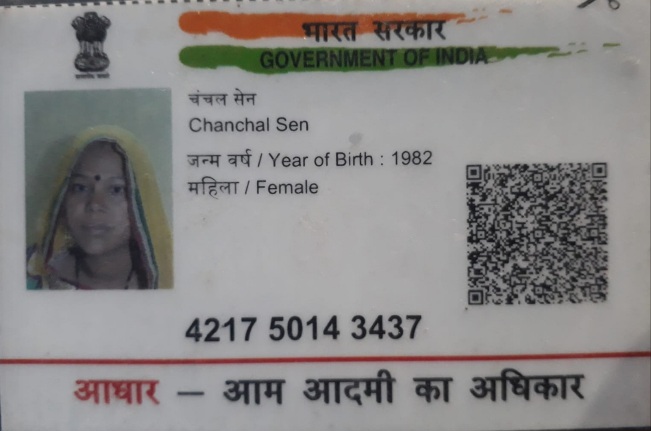 भारत सरकार
GOVERNMENT OF INDIA
चंचल सेन
Chanchal Sen
जन्म वर्ष / Year of Birth : 1982
महिला / Female
4217 5014 3437
आधार – आम आदमी का अधिकार